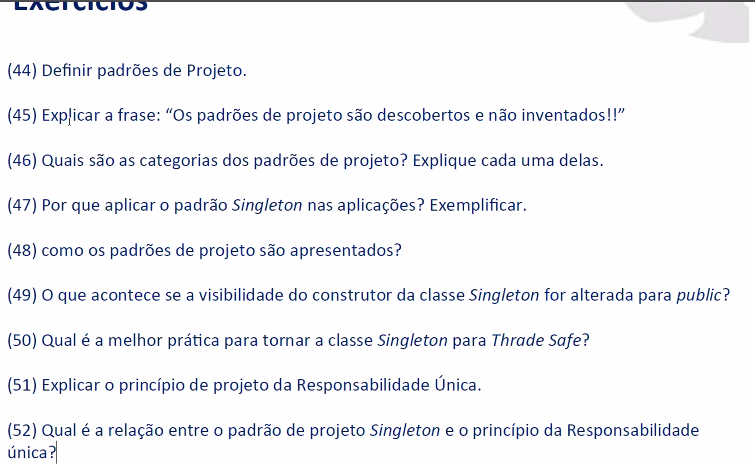 Exercícios
(44) Definir padrões de Projeto.
(45) Explicar a frase: “Os padrões de projeto são descobertos e não inventados!!”
(46) Quais são as categorias dos padrões de projeto? Explique cada uma delas.
(47) Por que aplicar o padrão Singleton nas aplicações? Exemplificar.
(48) como os padrões de projeto são apresentados?
(49) O que acontece se a visibilidade do construtor da classe Singleton for alterada para public?
(50) Qual é a melhor prática para tornar a classe Singleton para Thrade Safe?
(51) Explicar o princípio de projeto da Responsabilidade Única.
(52) Qual é a relação entre o padrão de projeto Singleton e o princípio da Responsabilidade
única?